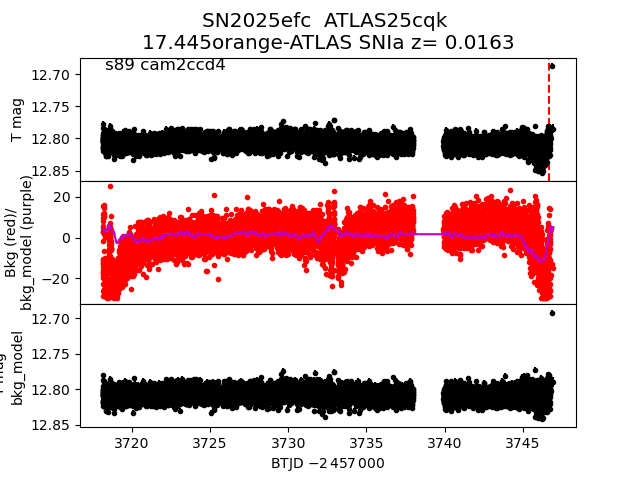 SN2025efc ATLAS25cqk
17.445orange-ATLAS SNIa z= 0.0163
s89 cam2ccd4
12.70
12.75
12.80
12.85
T mag
20
0
−20
Bkg (red)/
bkg_model (purple)
12.70
12.75
12.80
12.85
mag
bkg_model
3720 3725 3730 3735 3740 3745
BTJD −2 457 000